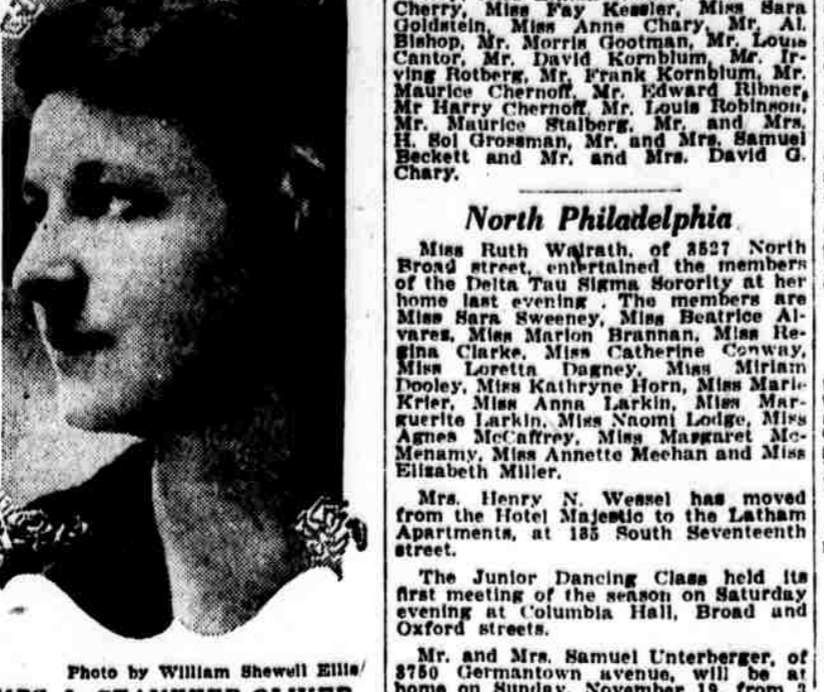 Photo by William Shewell Ellis/
Cherry, Miss Fay Kessler, Miss Sara
Goldstein, Miss Anne Chary, Mr. Al.
Bishop, Mr. Morris Gootman, Mr. Louis
Cantor, Mr. David Kornblum, Mr. Ir-
ving Rotberg, Mr. Frank Kornblum, Mr.
Maurice Chernoff, Mr. Edward Ribner,
Mr Harry Chernoff, Mr. Louis Robinson,
Mr. Maurice Stalberg, Mr. and Mrs.
H. Sol Grossman, Mr. and Mrs. Samuel
Beckett and Mr. and Mrs. David G.
Chary.
North Philadelphia
Miss Ruth Walrath, of 3527 North
Broad street, entertained the members
of the Delta Tau Sigma Sorority at her
home last evening . The members are
Miss Sara Sweeney, Miss Beatrice Al-
vares, Miss Marion Brannan, Miss Re-
gina Clarke, Miss Catherine Conway,
Miss Loretta Dagney, Miss Miriam
Dooley, Miss Kathryne Horn, Miss Marie
Krier, Miss Anna Larkin, Miss Mar-
guerite Larkin, Miss Naomi Lodge, Miss
Agnes McCaffrey, Miss Margaret Mc-
Menamy, Miss Annette Meehan and Miss
Elizabeth Miller.
Mrs. Henry N. Wessel has moved
from the Hotel Majestic to the Latham
Apartments, at 135 South Seventeenth
street.
The Junior Dancing Class held its
first meeting of the season on Saturday
evening at Columbia Hall, Broad and
Oxford streets.
Mr. and Mrs. Samuel Unterberger, of
3750 Germantown avenue, will be at
home on Sunday, November